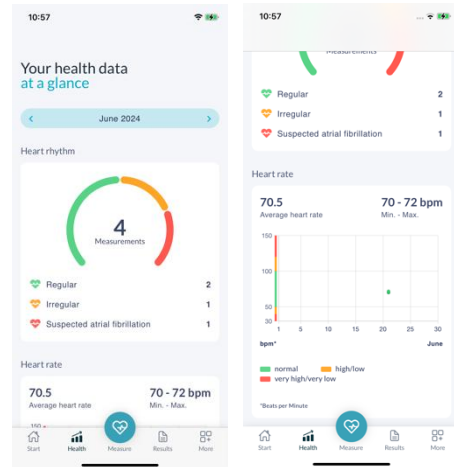 10:57
Your health data
at a glance
June 2024
Heart rhythm
4
Measurements
Regular 2
Irregular 1
Suspected atrial fibrillation 1
Heart rate
70.5 70 - 72 bpm
Average heart rate Min. - Max.
150
Start Health Measure Results More
10:57
Measurements
Regular 2
Irregular 1
Suspected atrial fibrillation 1
Heart rate
70.5 70 - 72 bpm
Average heart rate Min. - Max.
150
100
50
30
1 5 10 15 20 25 30
bpm* June
normal high/low
very high/very low
*Beats per Minute
Start Health Measure Results More